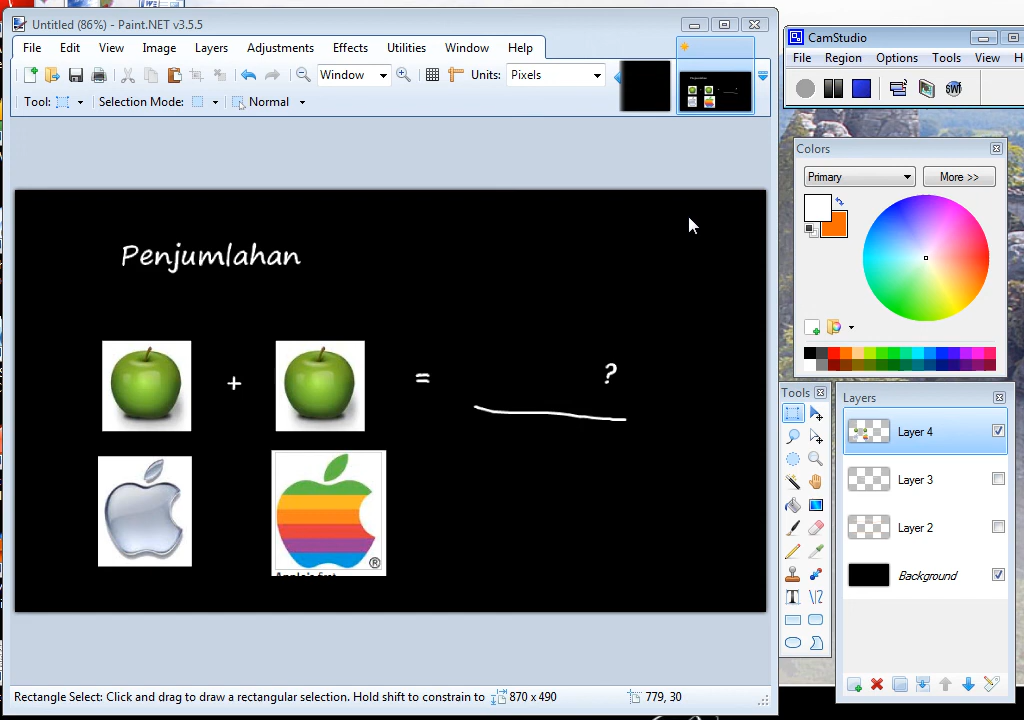 Untitled (86%) - Paint.NET v3.5.5
File Edit View Image Layers Adjustments Effects Utilities Window Help
Window Units: Pixels
Tool: Selection Mode: Normal
CamStudio
File Region Options Tools View H
SWF
Colors
Primary More >>
Penjumlahan
+ = ?
®
Apple's first
Tools
Layers
Layer 4
Layer 3
Layer 2
Background
Rectangle Select: Click and drag to draw a rectangular selection. Hold shift to constrain to 870 x 490 779, 30